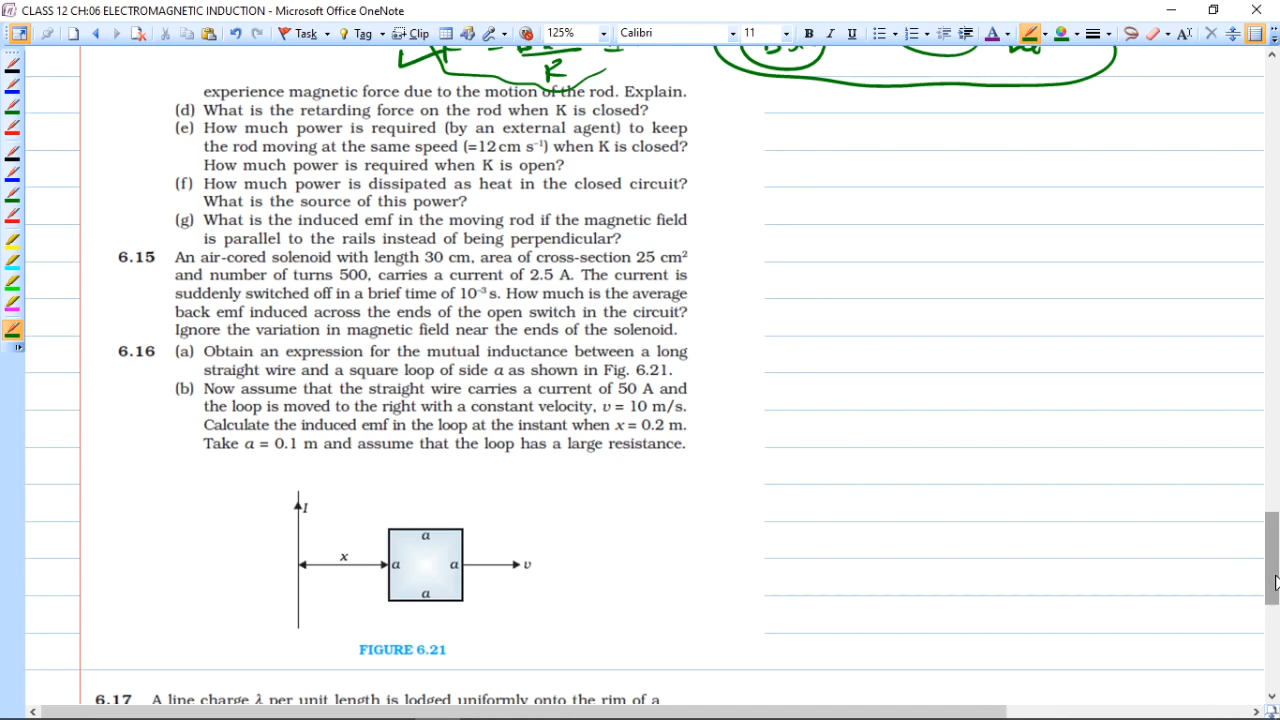 CLASS 12 CH:06 ELECTROMAGNETIC INDUCTION - Microsoft Office OneNote
Task Tag Clip 125% Calibri 11 B I U
R
experience magnetic force due to the motion of the rod. Explain.
(d) What is the retarding force on the rod when K is closed?
(e) How much power is required (by an external agent) to keep
the rod moving at the same speed (=12 cm s⁻¹) when K is closed?
How much power is required when K is open?
(f) How much power is dissipated as heat in the closed circuit?
What is the source of this power?
(g) What is the induced emf in the moving rod if the magnetic field
is parallel to the rails instead of being perpendicular?
6.15 An air-cored solenoid with length 30 cm, area of cross-section 25 cm²
and number of turns 500, carries a current of 2.5 A. The current is
suddenly switched off in a brief time of 10⁻³ s. How much is the average
back emf induced across the ends of the open switch in the circuit?
Ignore the variation in magnetic field near the ends of the solenoid.
6.16 (a) Obtain an expression for the mutual inductance between a long
straight wire and a square loop of side a as shown in Fig. 6.21.
(b) Now assume that the straight wire carries a current of 50 A and
the loop is moved to the right with a constant velocity, v = 10 m/s.
Calculate the induced emf in the loop at the instant when x = 0.2 m.
Take a = 0.1 m and assume that the loop has a large resistance.
I
a
x a a v
a
FIGURE 6.21
6.17 A line charge λ per unit length is lodged uniformly onto the rim of a